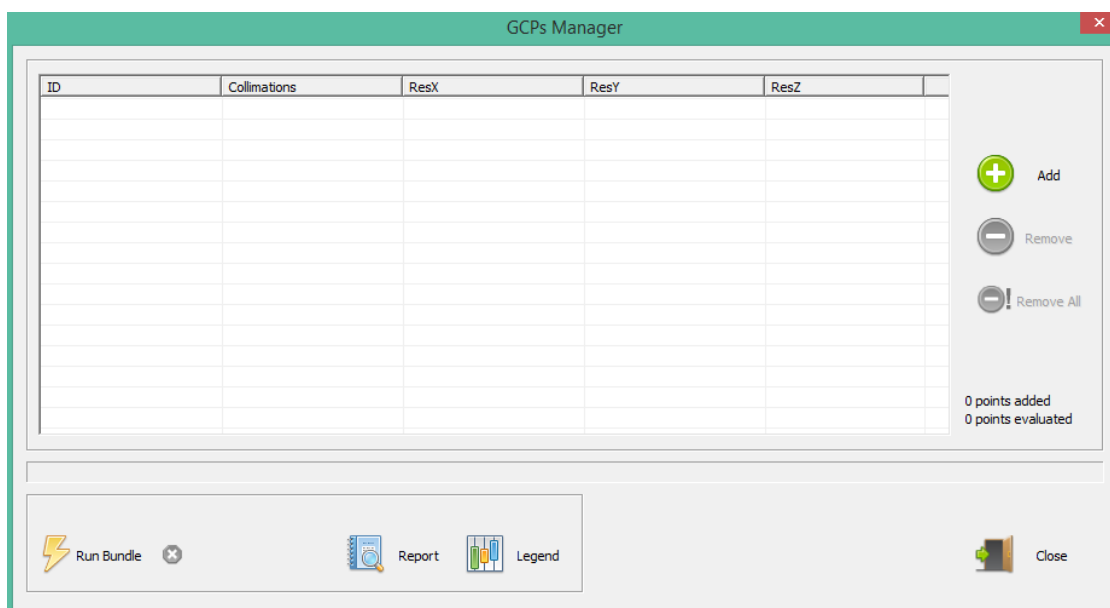 GCPs Manager
ID Collimations ResX ResY ResZ
Add
Remove
Remove All
0 points added
0 points evaluated
Run Bundle Report Legend Close